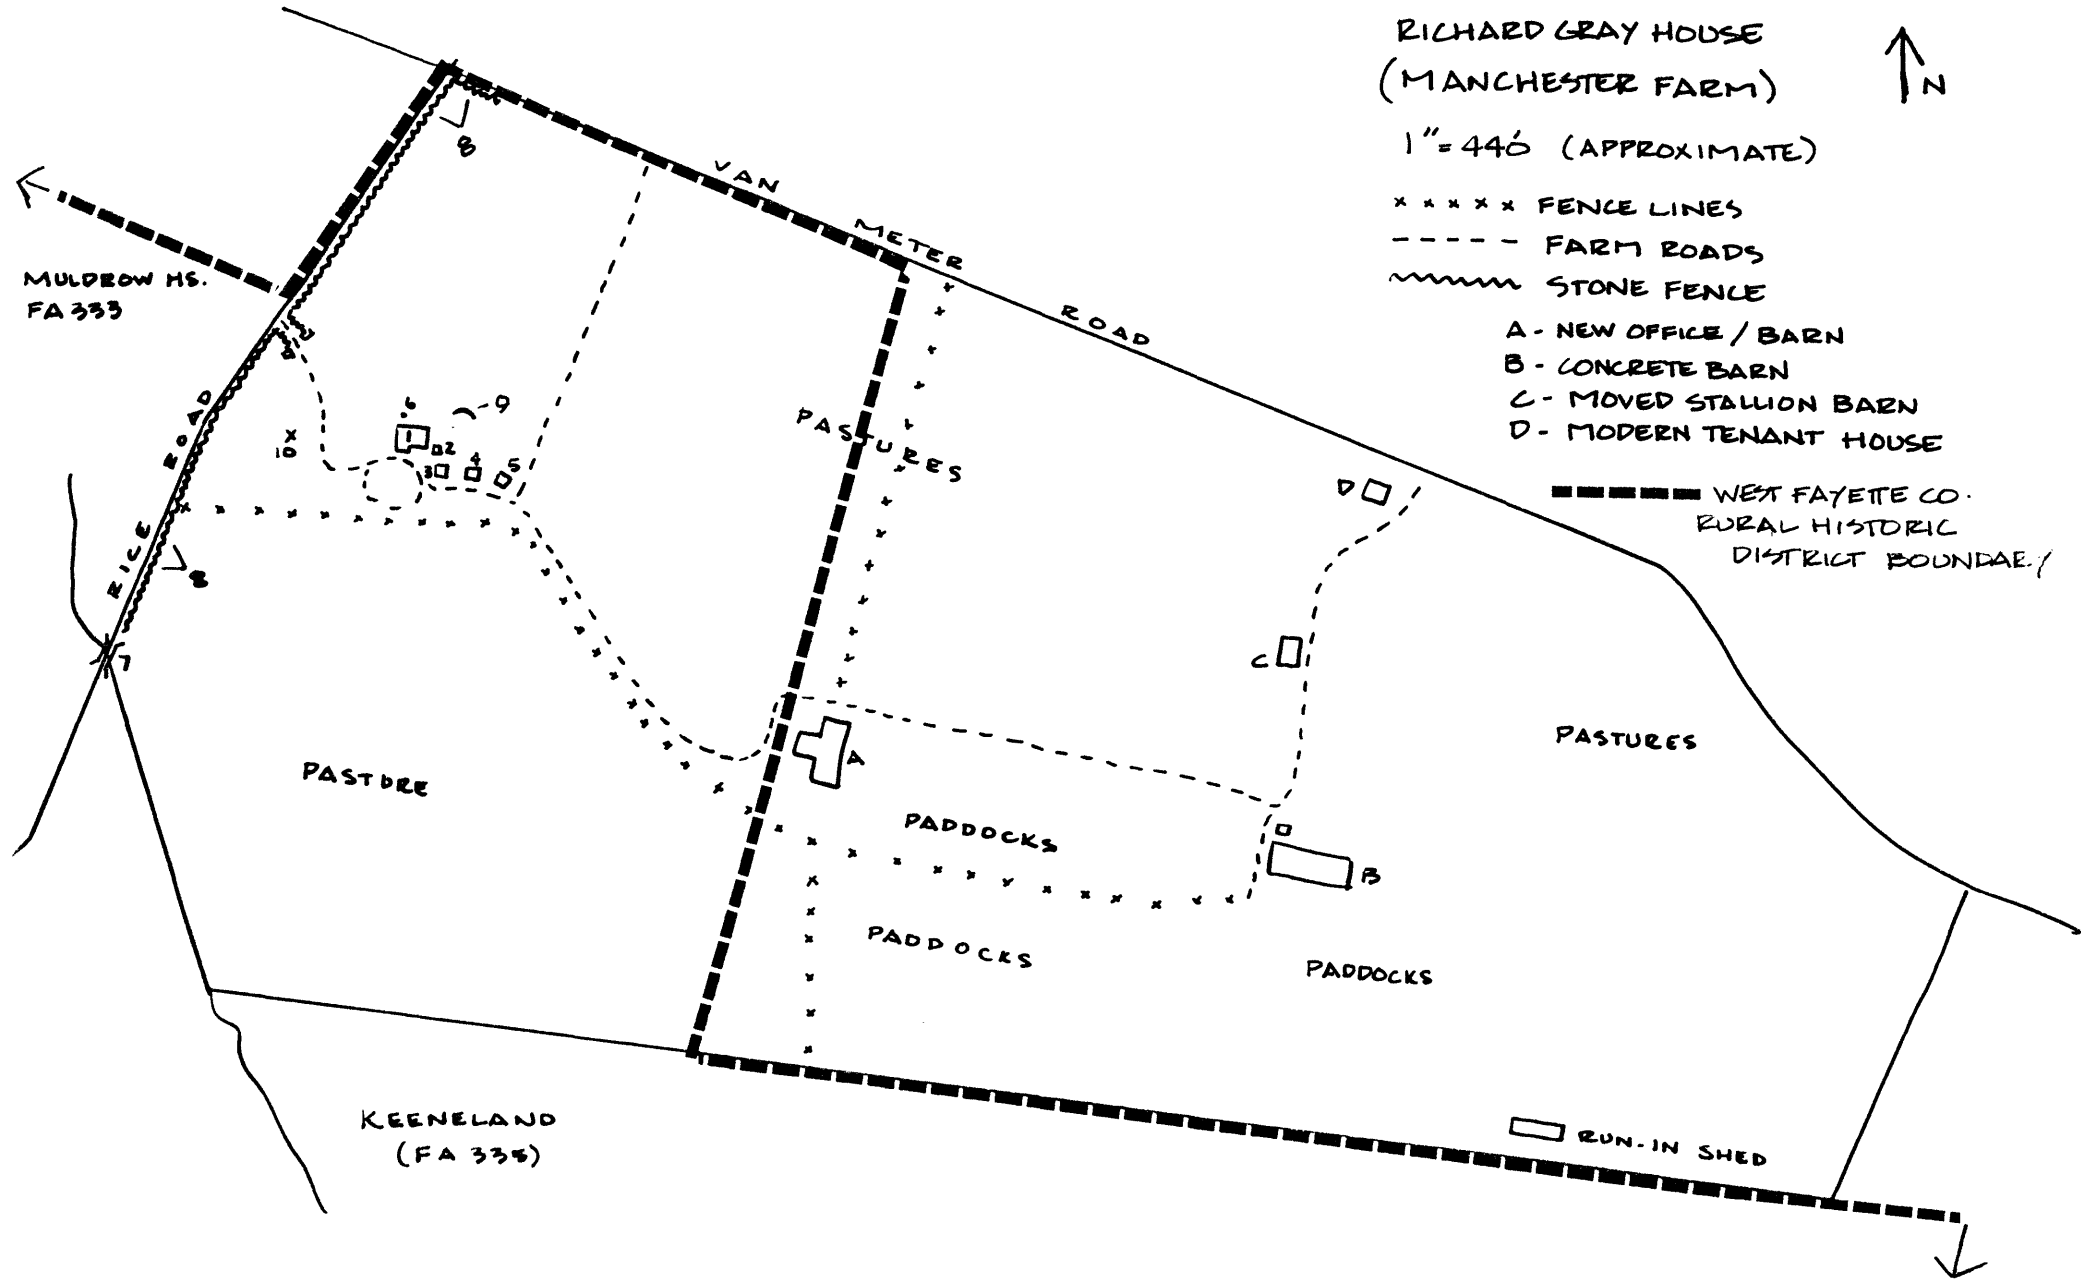 RICHARD GRAY HOUSE
(MANCHESTER FARM)
N
1" = 440' (APPROXIMATE)
FENCE LINES
FARM ROADS
STONE FENCE
A - NEW OFFICE / BARN
B - CONCRETE BARN
C - MOVED STALLION BARN
D - MODERN TENANT HOUSE
WEST FAYETTE CO.
RURAL HISTORIC
DISTRICT BOUNDARY
VAN METER ROAD
8
MULDROW HS.
FA 333
RICE ROAD
6
9
1
2
3
4
5
10
8
7
PASTURES
D
C
PASTURES
A
PASTURE
PADDOCKS
B
PADDOCKS
PADDOCKS
KEENELAND
RUN-IN SHED